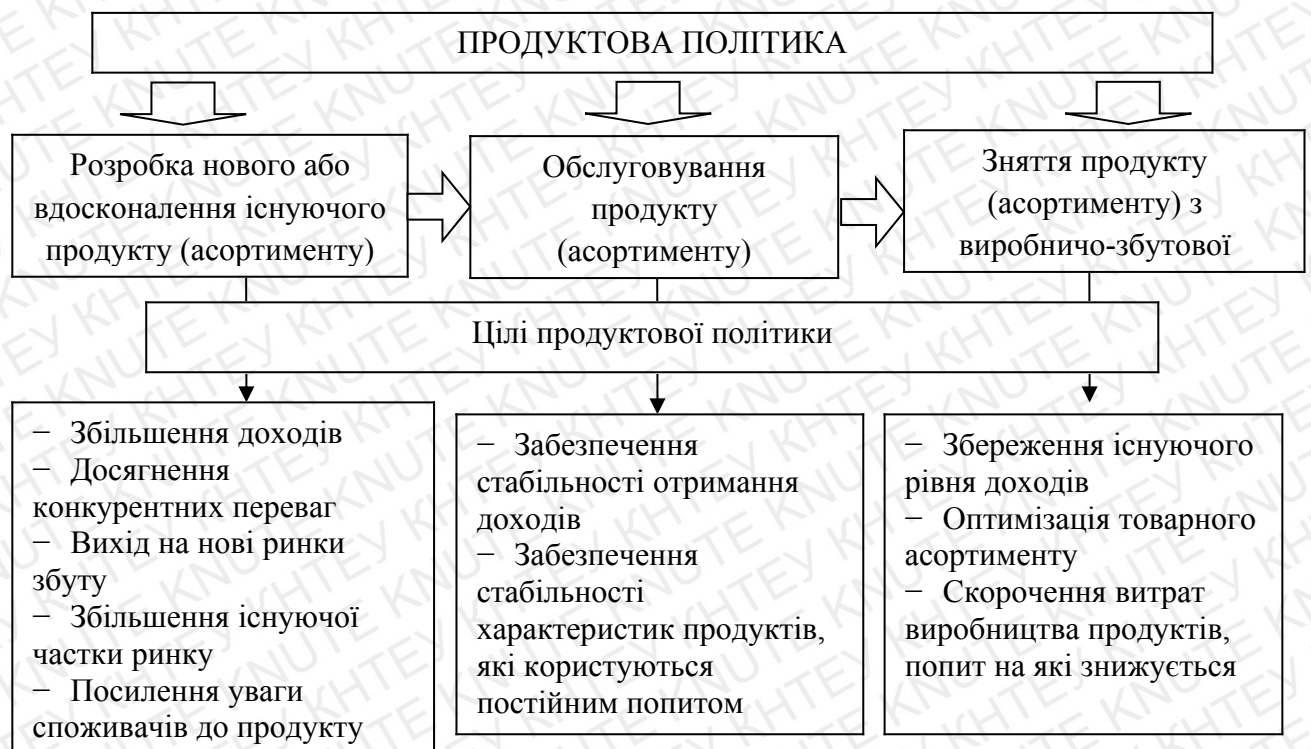 ПРОДУКТОВА ПОЛІТИКА
Розробка нового або
вдосконалення існуючого
продукту (асортименту)
Обслуговування
продукту
(асортименту)
Зняття продукту
(асортименту) з
виробничо-збутової
Цілі продуктової політики
− Збільшення доходів
− Досягнення
конкурентних переваг
− Вихід на нові ринки
збуту
− Збільшення існуючої
частки ринку
− Посилення уваги
споживачів до продукту
− Забезпечення
стабільності отримання
доходів
− Забезпечення
стабільності
характеристик продуктів,
які користуються
постійним попитом
− Збереження існуючого
рівня доходів
− Оптимізація товарного
асортименту
− Скорочення витрат
виробництва продуктів,
попит на які знижується